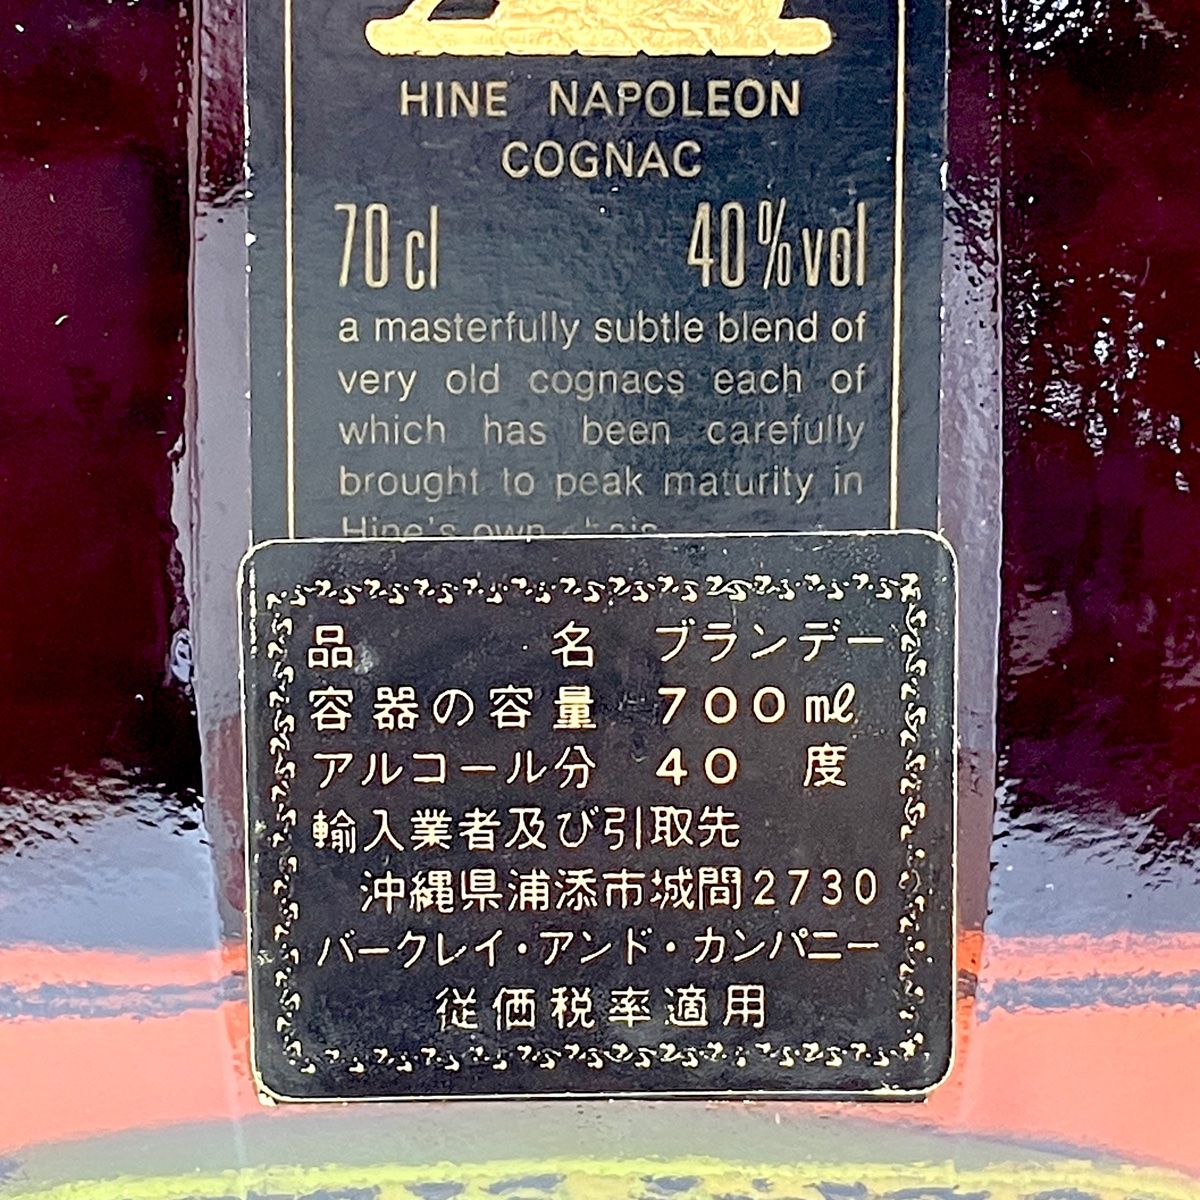 HINE NAPOLEON
COGNAC
70cl 40%vol
a masterfully subtle blend of
very old cognacs each of
which has been carefully
brought to peak maturity in
Hine's own chais
品名 ブランデー
容器の容量 700㎖
アルコール分 40 度
輸入業者及び引取先
沖縄県浦添市城間2730
バークレイ・アンド・カンパニー
従価税率適用